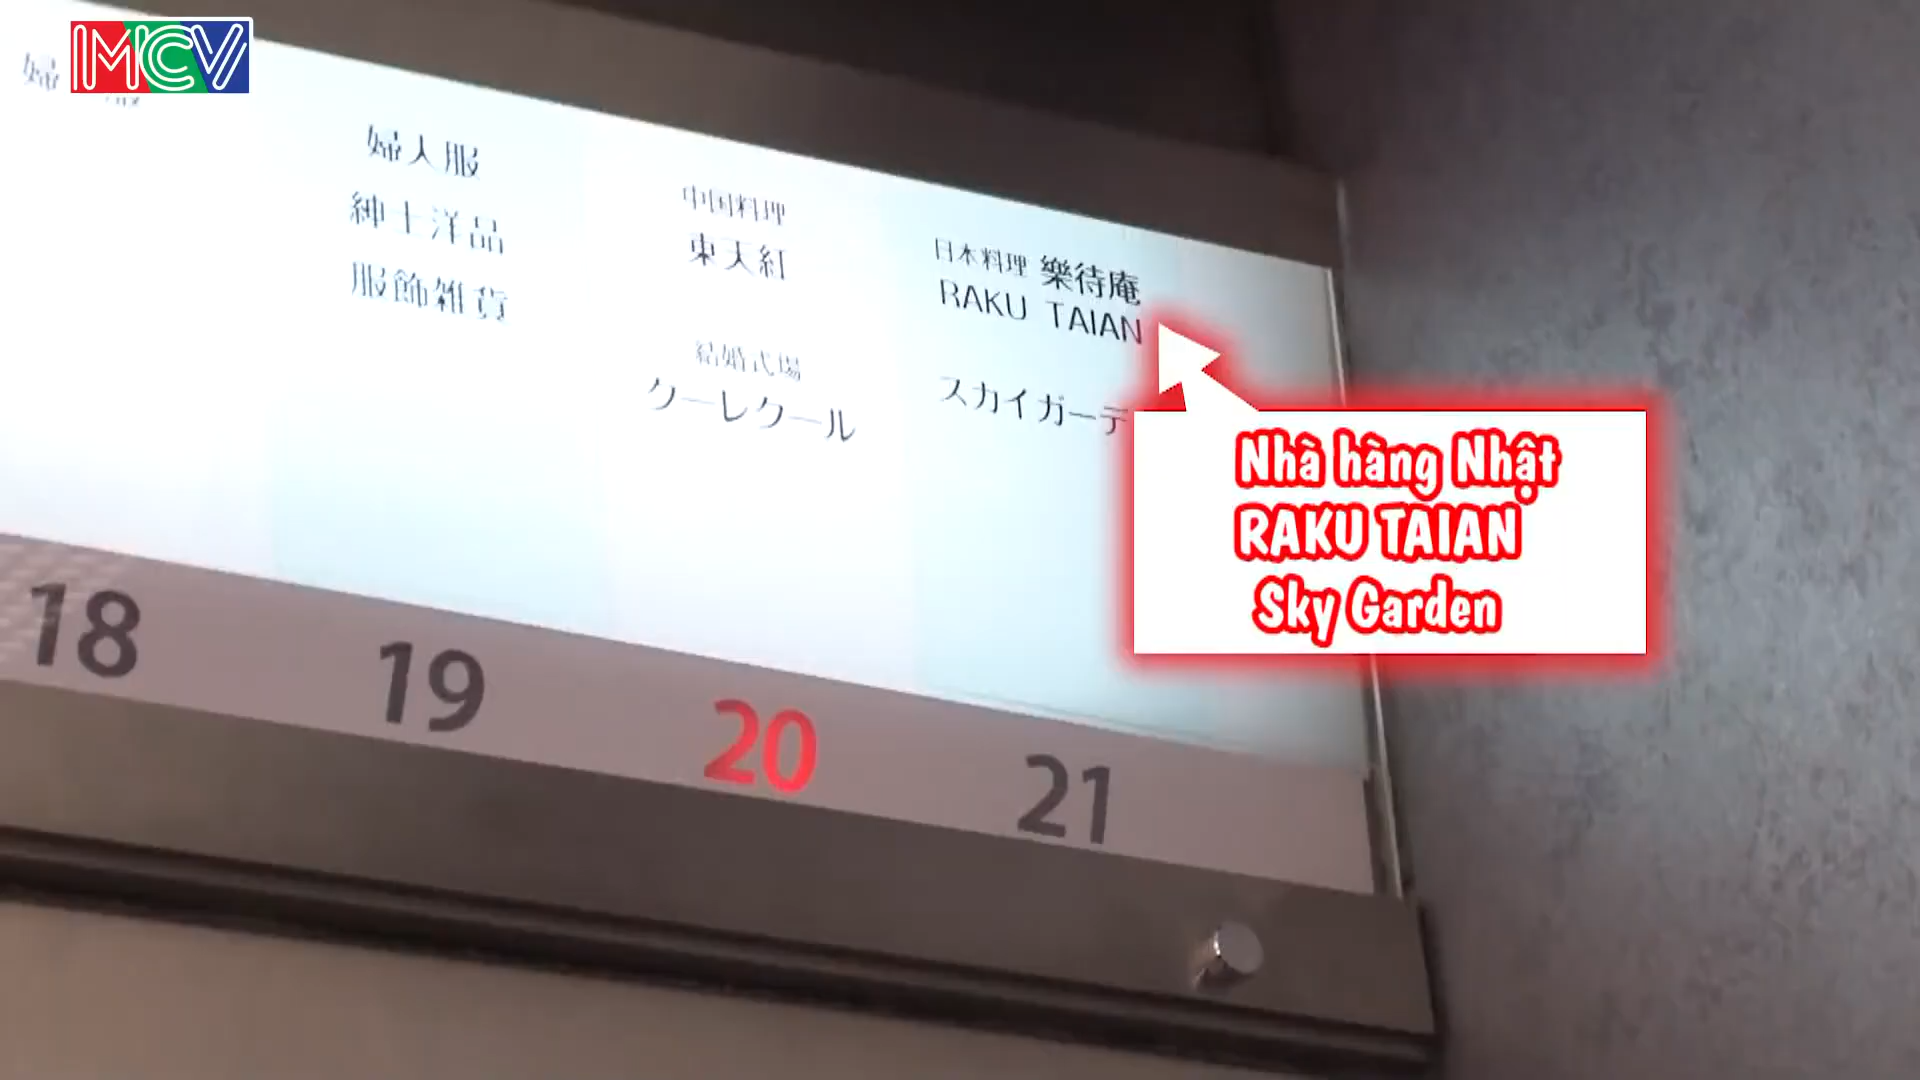 MCV
婦人服
紳士洋品
服飾雑貨
中国料理
東天紅
結婚式場
クーレクール
日本料理 樂待庵
RAKU TAIAN
スカイガーデ
Nhà hàng Nhật
RAKU TAIAN
Sky Garden
18
19
20
21